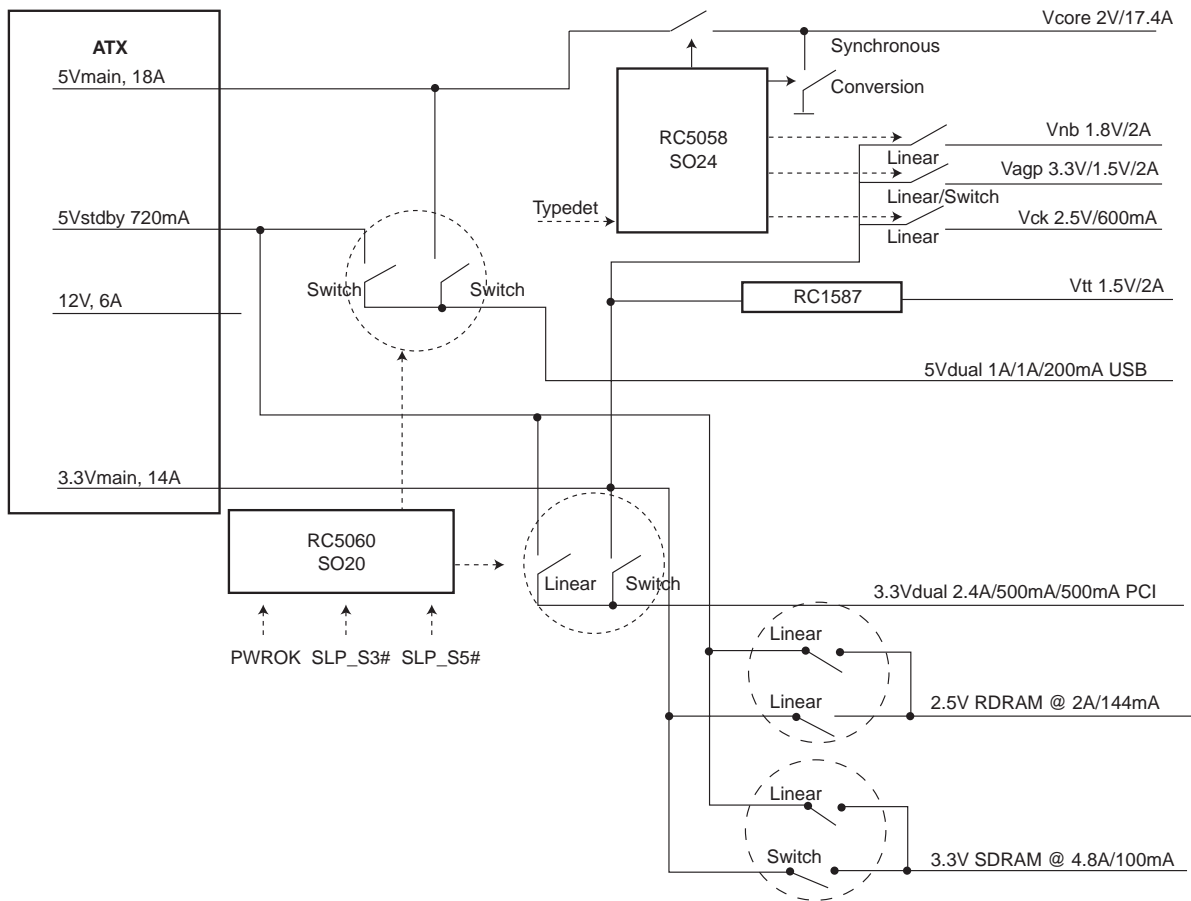 Vcore 2V/17.4A
ATX
Synchronous
5Vmain, 18A
Conversion
RC5058
SO24
Vnb 1.8V/2A
Linear
Vagp 3.3V/1.5V/2A
Linear/Switch
Typedet
5Vstdby 720mA
Vck 2.5V/600mA
Linear
Switch
Switch
12V, 6A
RC1587
Vtt 1.5V/2A
5Vdual 1A/1A/200mA USB
3.3Vmain, 14A
RC5060
SO20
Linear
Switch
3.3Vdual 2.4A/500mA/500mA PCI
PWROK SLP_S3# SLP_S5#
Linear
Linear
2.5V RDRAM @ 2A/144mA
Linear
Switch
3.3V SDRAM @ 4.8A/100mA